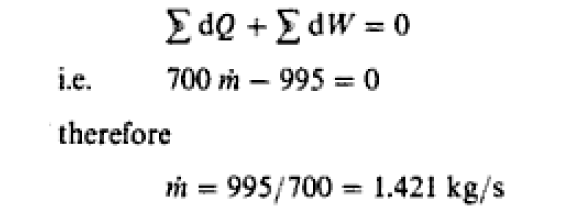 ∑ dQ + ∑ dW = 0
i.e. 700 ṁ − 995 = 0
therefore
ṁ = 995/700 = 1.421 kg/s